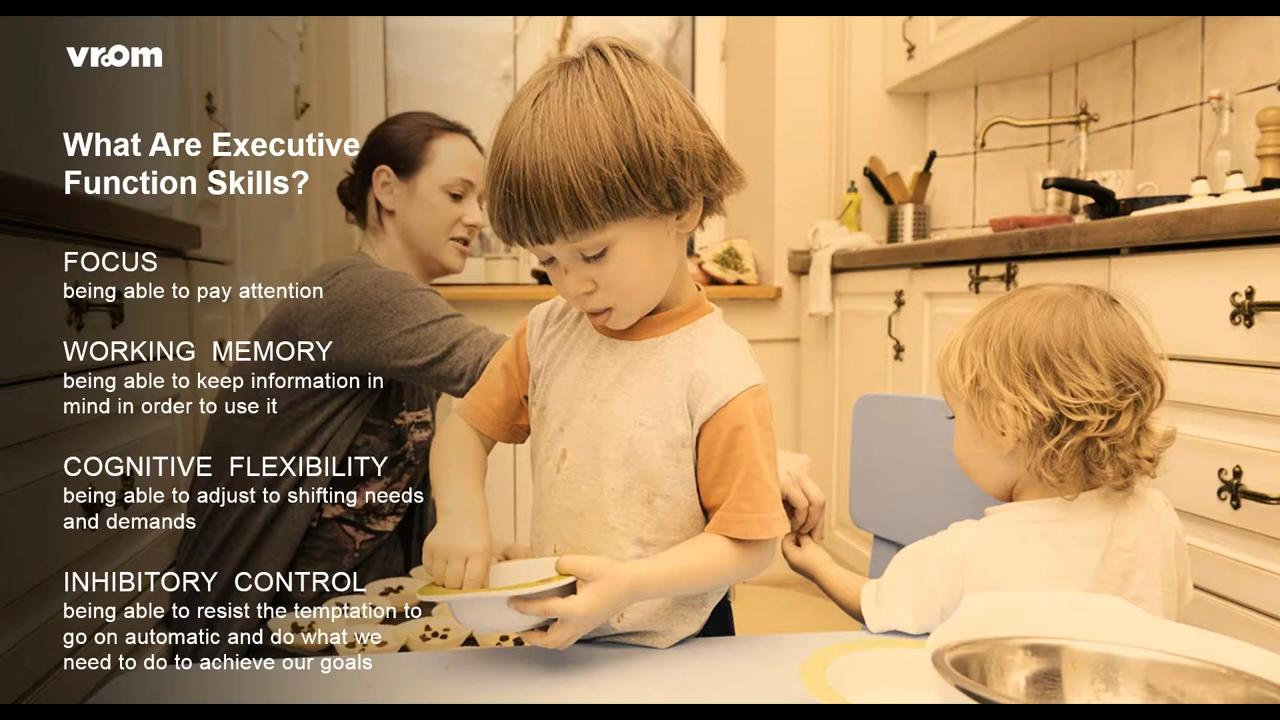 vroom
What Are Executive
Function Skills?
FOCUS
being able to pay attention
WORKING MEMORY
being able to keep information in
mind in order to use it
COGNITIVE FLEXIBILITY
being able to adjust to shifting needs
and demands
INHIBITORY CONTROL
being able to resist the temptation to
go on automatic and do what we
need to do to achieve our goals